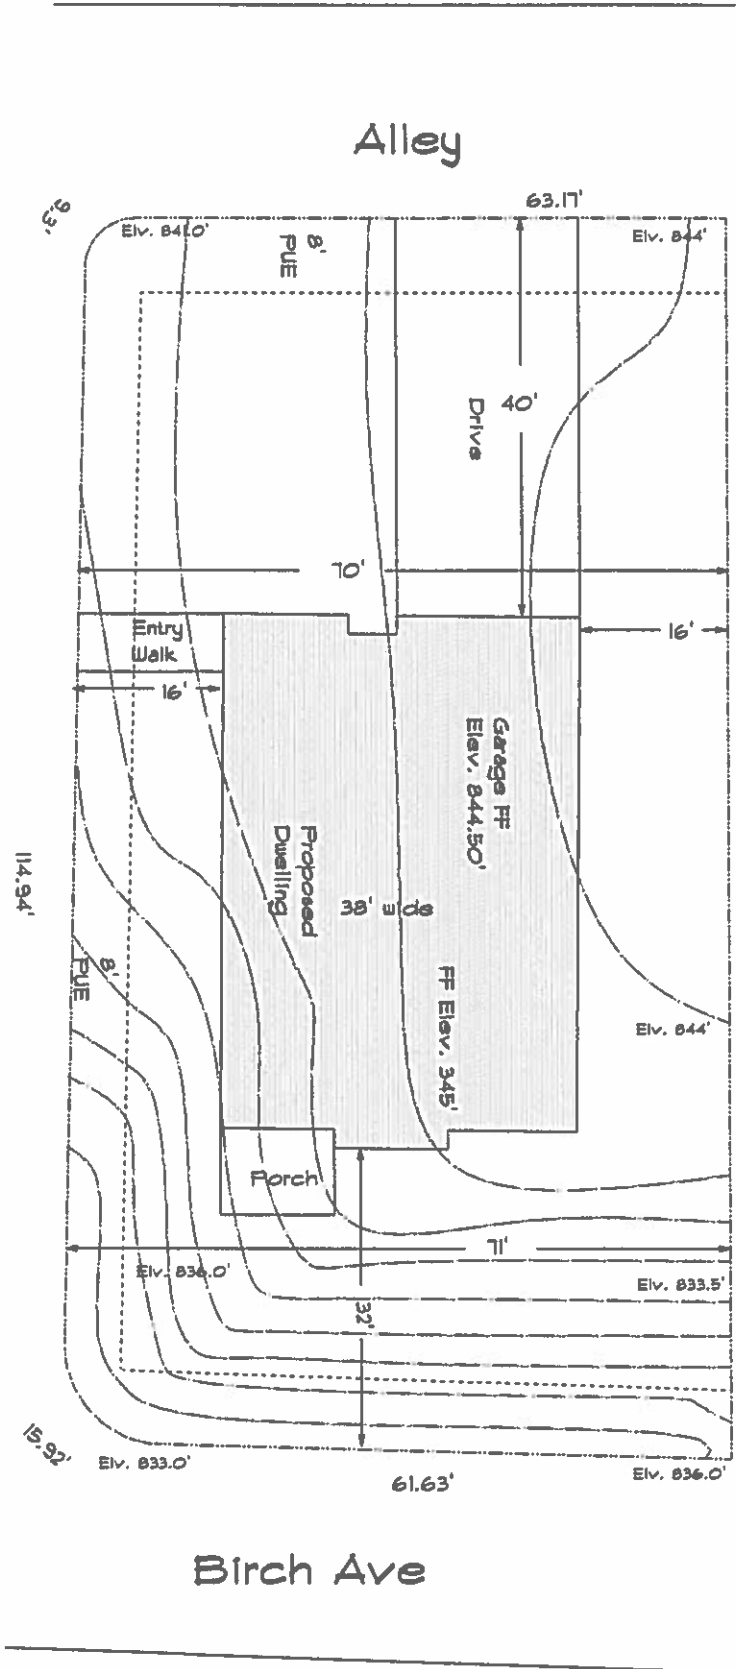 Alley
9.3'
63.17'
Elv. 841.0'
8'
PUE
Elv. 844'
40'
Drive
70'
Entry
Walk
16'
16'
Garage FF
Elev. 844.50'
Proposed
Dwelling
38' wide
114.94'
8'
PUE
FF Elev. 345'
Elv. 844'
Porch
71'
Elv. 836.0'
Elv. 833.5'
32'
15.92'
Elv. 833.0'
61.63'
Elv. 836.0'
Birch Ave